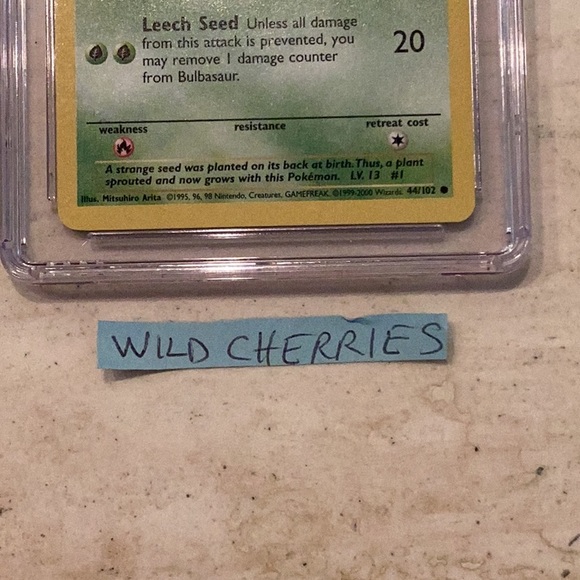 Leech Seed Unless all damage
from this attack is prevented, you
may remove 1 damage counter
from Bulbasaur.
20
weakness resistance retreat cost
A strange seed was planted on its back at birth. Thus, a plant
sprouted and now grows with this Pokémon. LV. 13 #1
Illus. Mitsuhiro Arita ©1995, 96, 98 Nintendo, Creatures, GAMEFREAK. ©1999-2000 Wizards. 44/102
WILD CHERRIES